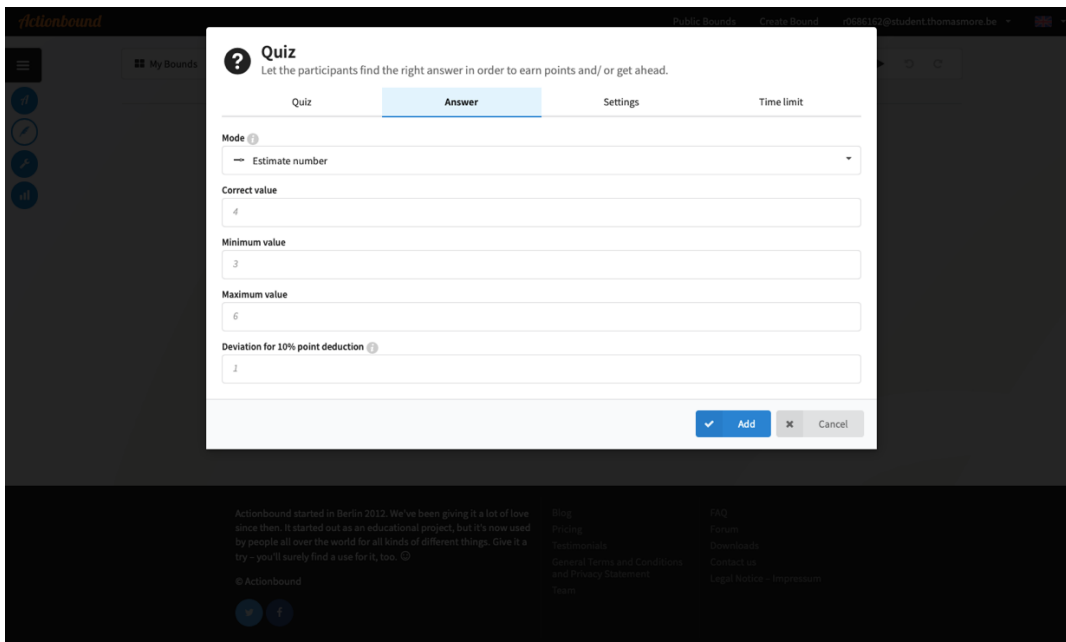 Actionbound
Public Bounds Create Bound r0686162@student.thomasmore.be
My Bounds
Quiz
Let the participants find the right answer in order to earn points and/ or get ahead.
Quiz Answer Settings Time limit
Mode
Estimate number
Correct value
4
Minimum value
3
Maximum value
6
Deviation for 10% point deduction
1
Add Cancel
Actionbound started in Berlin 2012. We've been giving it a lot of love
since then. It started out as an educational project, but it's now used
by people all over the world for all kinds of different things. Give it a
try – you'll surely find a use for it, too.
© Actionbound
Blog
Pricing
Testimonials
General Terms and Conditions
and Privacy Statement
Team
FAQ
Forum
Downloads
Contact us
Legal Notice – Impressum